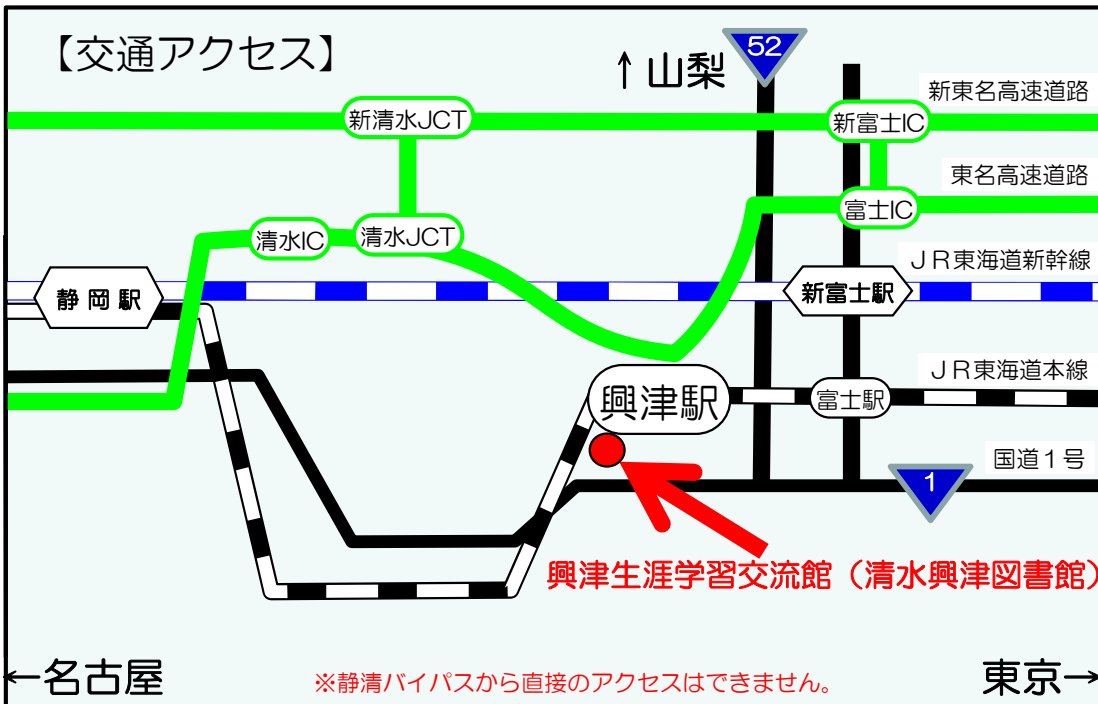 【交通アクセス】
↑山梨
52
新東名高速道路
新清水JCT
新富士IC
東名高速道路
富士IC
清水IC
清水JCT
JR東海道新幹線
静岡駅
新富士駅
JR東海道本線
興津駅
富士駅
国道1号
1
興津生涯学習交流館（清水興津図書館）
←名古屋
※静清バイパスから直接のアクセスはできません。
東京→